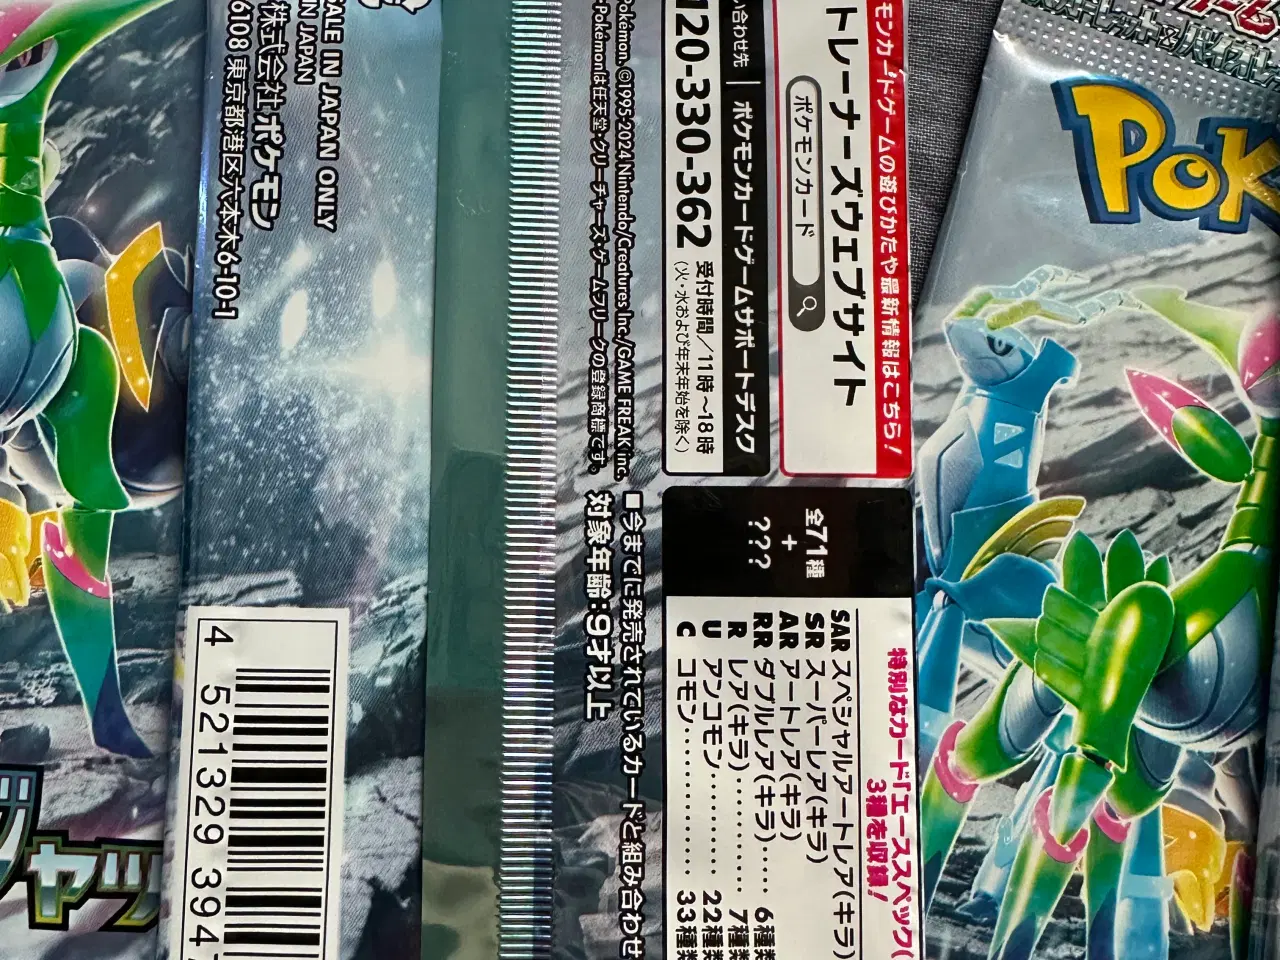 SALE IN JAPAN ONLY
IN JAPAN
株式会社ポケモン
6108 東京都港区六本木6-10-1
4 521329 394
ャッ
Pokémon. ©1995-2024 Nintendo/Creatures Inc./GAME FREAK inc.
Pokémonは任天堂・クリーチャーズ・ゲームフリークの登録商標です。
モンカードゲームの遊びかたや最新情報はこちら!
トレーナーズウェブサイト
ポケモンカード
い合わせ先 ポケモンカードゲームサポートデスク
120-330-362 受付時間/11時~18時
(火・水および年末年始を除く)
■今までに発売されているカードと組み合わせ
対象年齢:9才以上
全71種
+
???
特別なカード「エーススペック(
3種を収録!
SAR スペシャルアートレア(キラ)
SR スーパーレア(キラ)
AR アートレア(キラ)
RR ダブルレア(キラ)····· 6種類
R レア(キラ)·········· 7種類
U アンコモン·········· 22種類
C コモン············· 33種類
POK